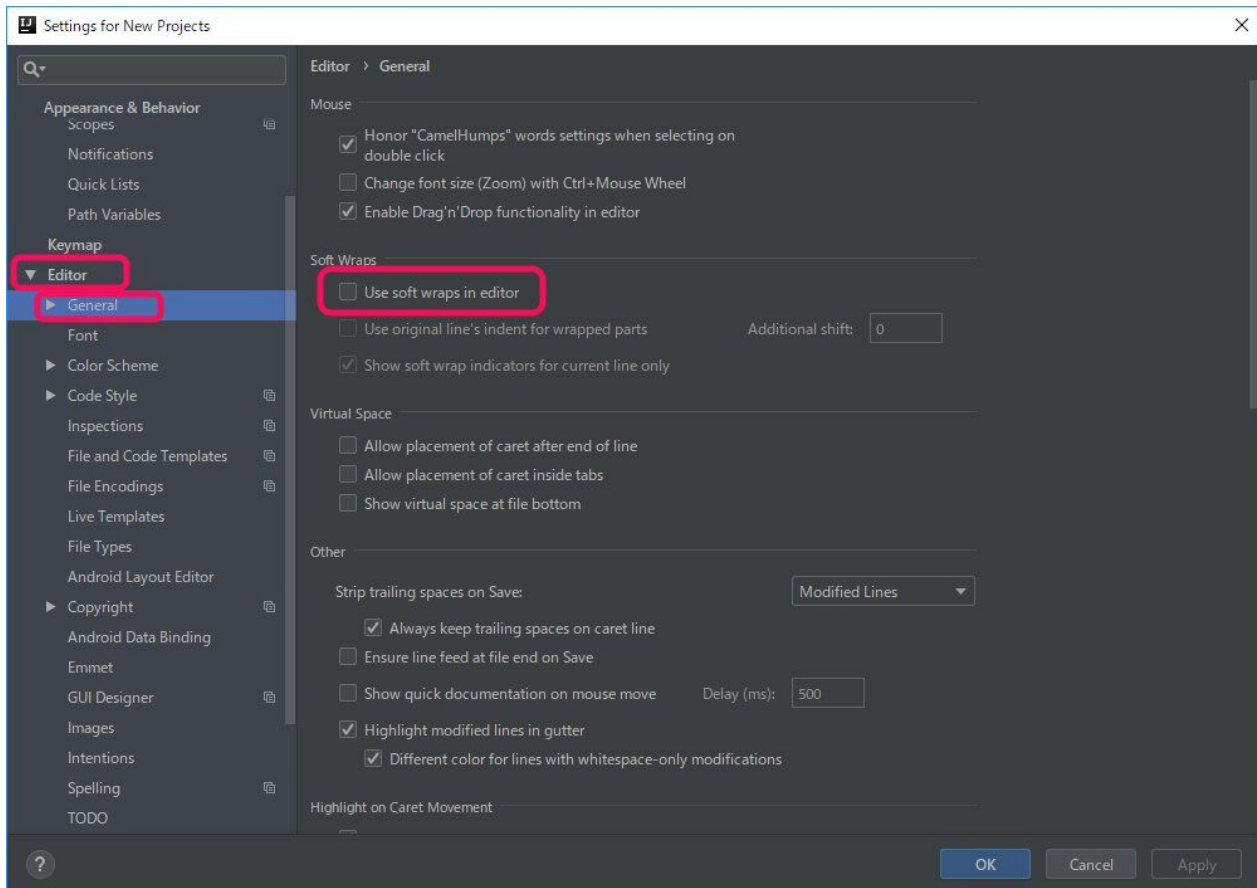 IJ Settings for New Projects
Appearance & Behavior
Scopes
Notifications
Quick Lists
Path Variables
Keymap
Editor
General
Font
Color Scheme
Code Style
Inspections
File and Code Templates
File Encodings
Live Templates
File Types
Android Layout Editor
Copyright
Android Data Binding
Emmet
GUI Designer
Images
Intentions
Spelling
TODO
Editor › General
Mouse
Honor "CamelHumps" words settings when selecting on
double click
Change font size (Zoom) with Ctrl+Mouse Wheel
Enable Drag'n'Drop functionality in editor
Soft Wraps
Use soft wraps in editor
Use original line's indent for wrapped parts Additional shift: 0
Show soft wrap indicators for current line only
Virtual Space
Allow placement of caret after end of line
Allow placement of caret inside tabs
Show virtual space at file bottom
Other
Strip trailing spaces on Save: Modified Lines
Always keep trailing spaces on caret line
Ensure line feed at file end on Save
Show quick documentation on mouse move Delay (ms): 500
Highlight modified lines in gutter
Different color for lines with whitespace-only modifications
Highlight on Caret Movement
? OK Cancel Apply